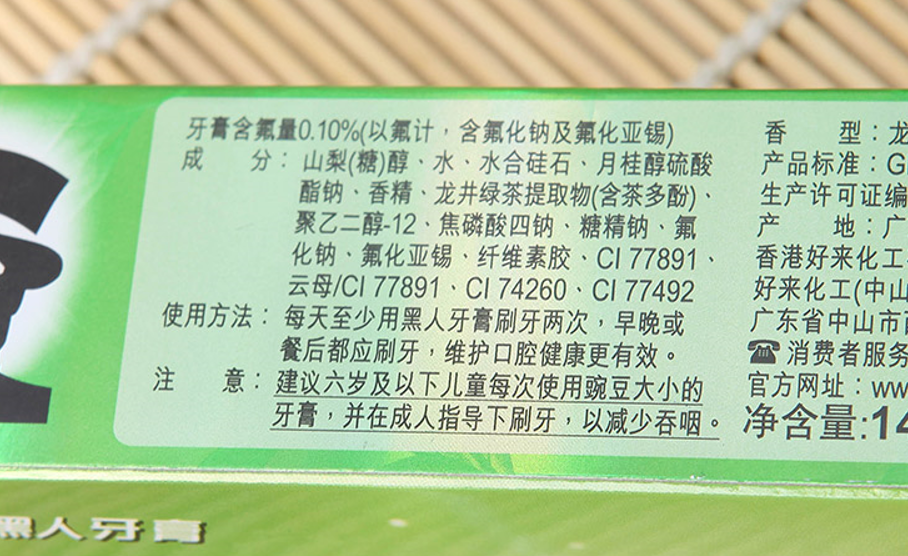 牙膏含氟量0.10%(以氟计，含氟化钠及氟化亚锡)
成 分：山梨(糖)醇、水、水合硅石、月桂醇硫酸
酯钠、香精、龙井绿茶提取物(含茶多酚)、
聚乙二醇-12、焦磷酸四钠、糖精钠、氟
化钠、氟化亚锡、纤维素胶、CI 77891、
云母/CI 77891、CI 74260、CI 77492
使用方法：每天至少用黑人牙膏刷牙两次，早晚或
餐后都应刷牙，维护口腔健康更有效。
注 意：建议六岁及以下儿童每次使用豌豆大小的
牙膏，并在成人指导下刷牙，以减少吞咽。
香 型：龙
产品标准：G
生产许可证编
产 地：广
香港好来化工
好来化工(中山
广东省中山市
☎消费者服务
官方网址：ww
净含量:14
黑人牙膏